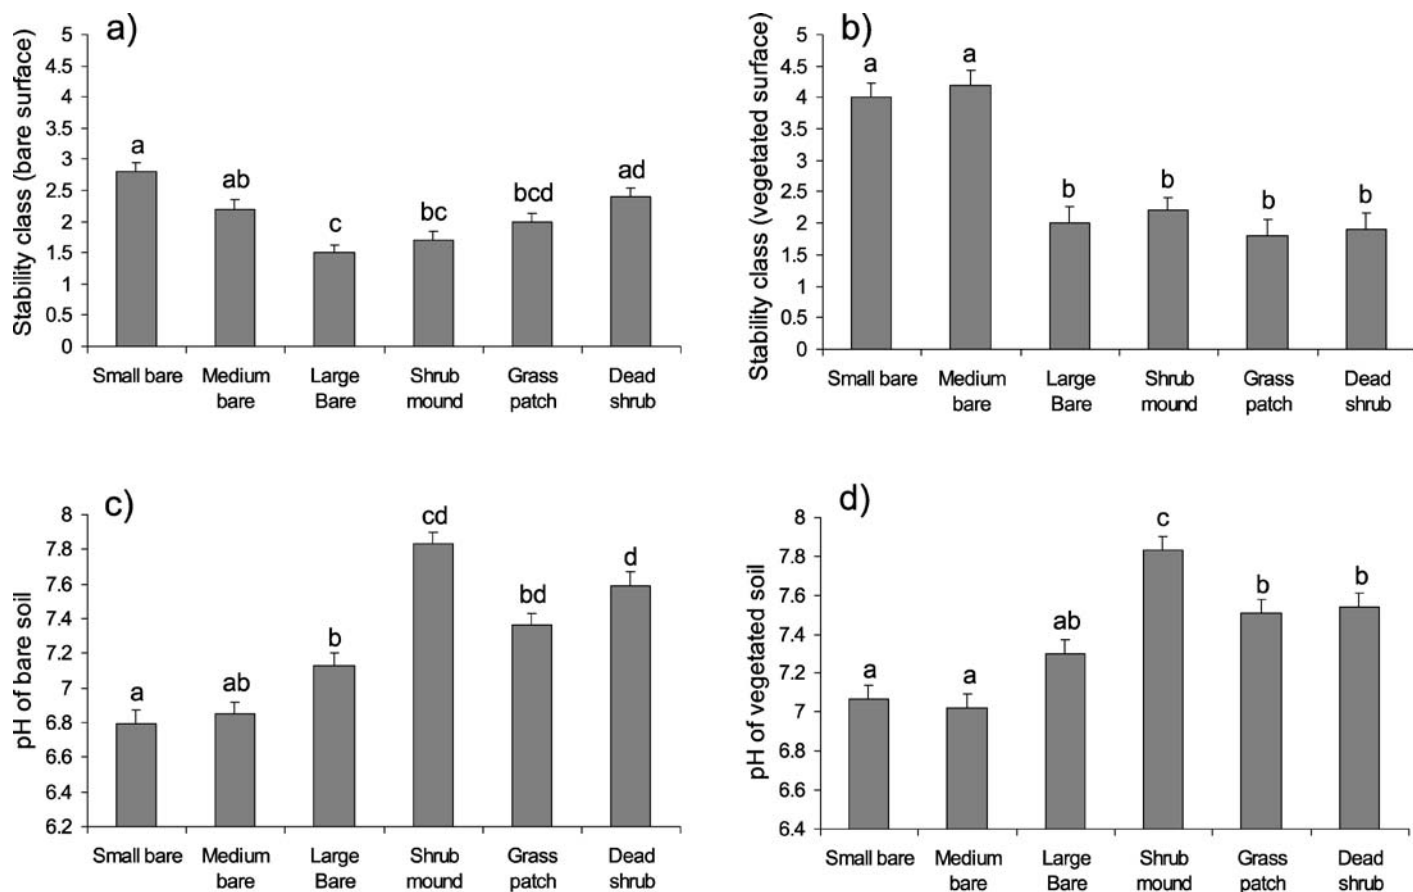 a)
Stability class (bare surface)
5
4.5
4
3.5
3
2.5
2
1.5
1
0.5
0
a
ab
c
bc
bcd
ad
Small bare
Medium
bare
Large
Bare
Shrub
mound
Grass
patch
Dead
shrub
b)
Stability class (vegetated surface)
5
4.5
4
3.5
3
2.5
2
1.5
1
0.5
0
a
a
b
b
b
b
Small bare
Medium
bare
Large
Bare
Shrub
mound
Grass
patch
Dead
shrub
c)
pH of bare soil
8
7.8
7.6
7.4
7.2
7
6.8
6.6
6.4
6.2
a
ab
b
cd
bd
d
Small bare
Medium
bare
Large
Bare
Shrub
mound
Grass
patch
Dead
shrub
d)
pH of vegetated soil
8
7.8
7.6
7.4
7.2
7
6.8
6.6
6.4
a
a
ab
c
b
b
Small bare
Medium
bare
Large
Bare
Shrub
mound
Grass
patch
Dead
shrub